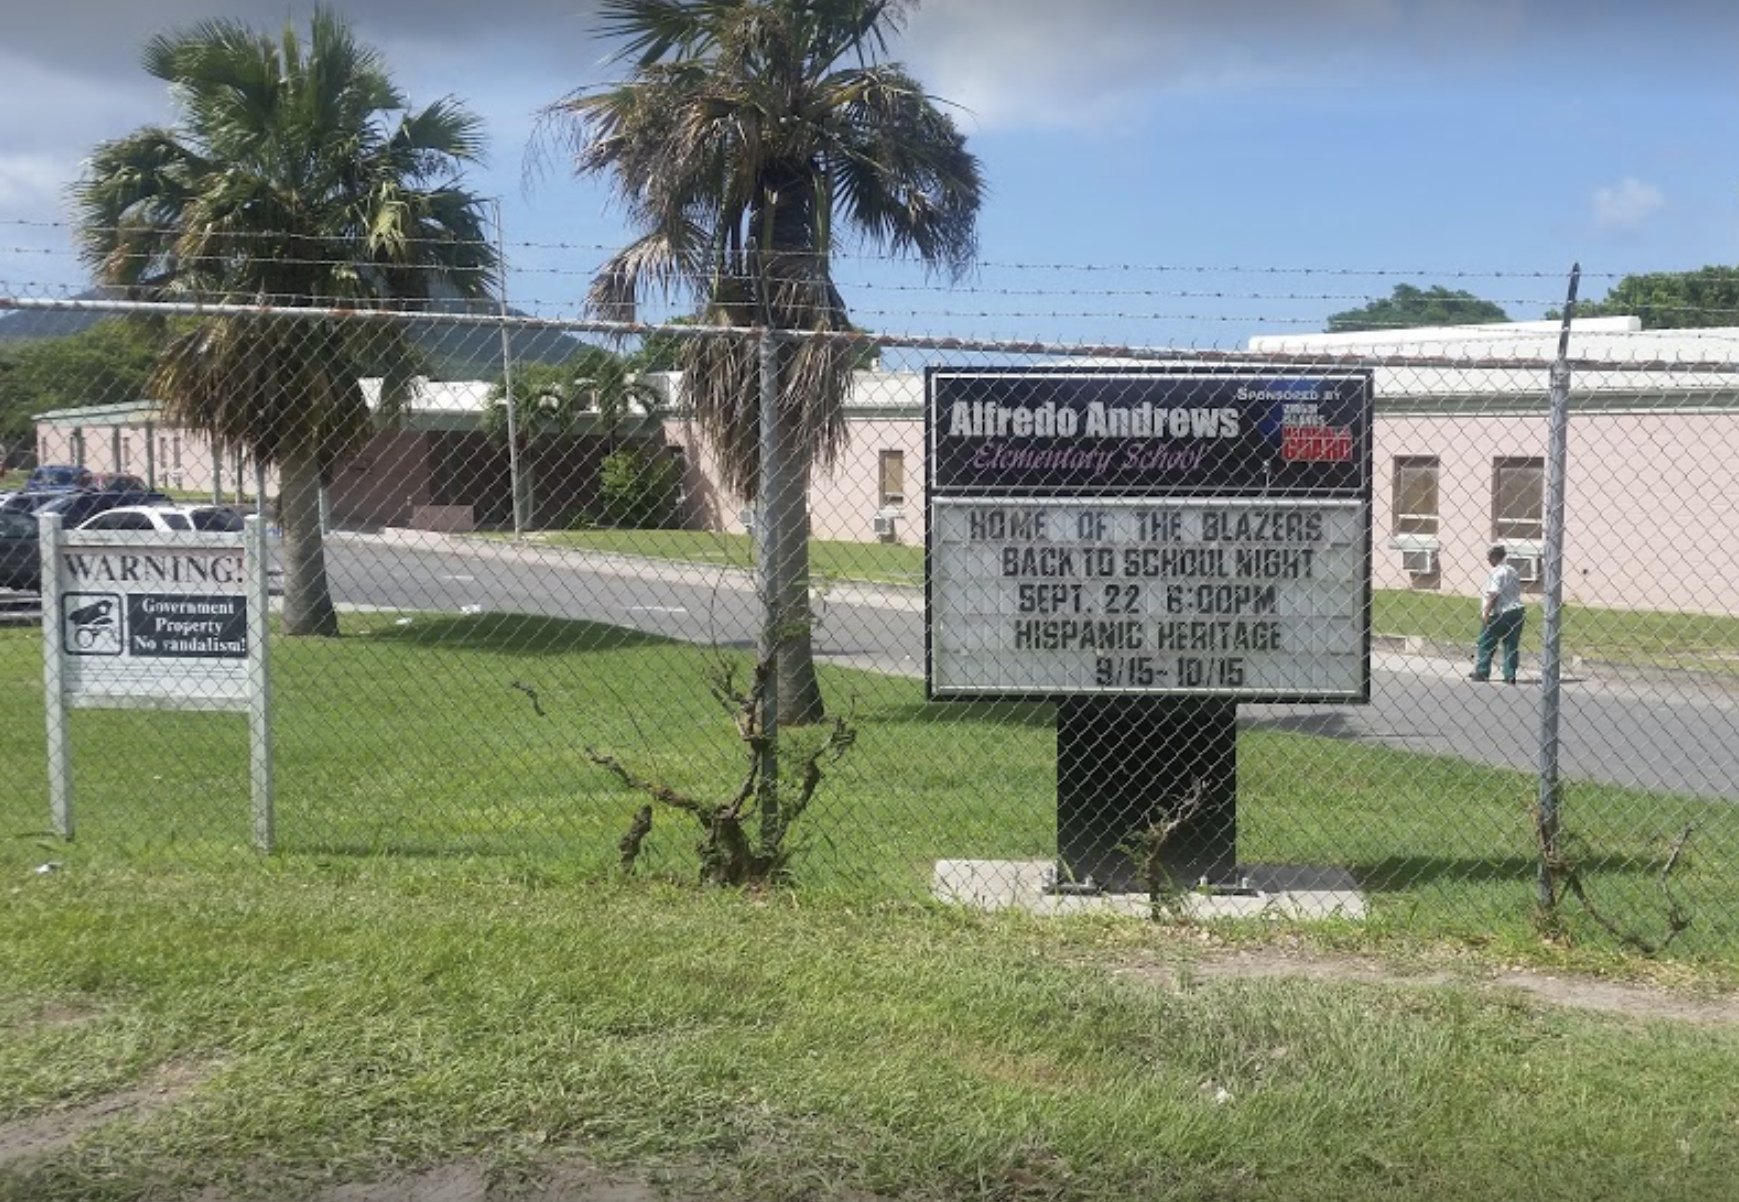 WARNING!
Government
Property
No vandalism!
SPONSORED BY
Alfredo Andrews
Elementary School
GUARD
HOME OF THE BLAZERS
BACK TO SCHOOL NIGHT
SEPT. 22 6:00PM
HISPANIC HERITAGE
9/15-10/15